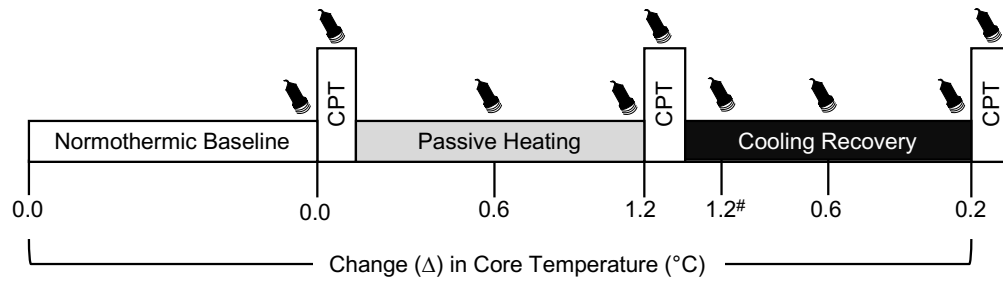 CPT CPT CPT
Normothermic Baseline Passive Heating Cooling Recovery
0.0 0.0 0.6 1.2 1.2# 0.6 0.2
Change (Δ) in Core Temperature (°C)